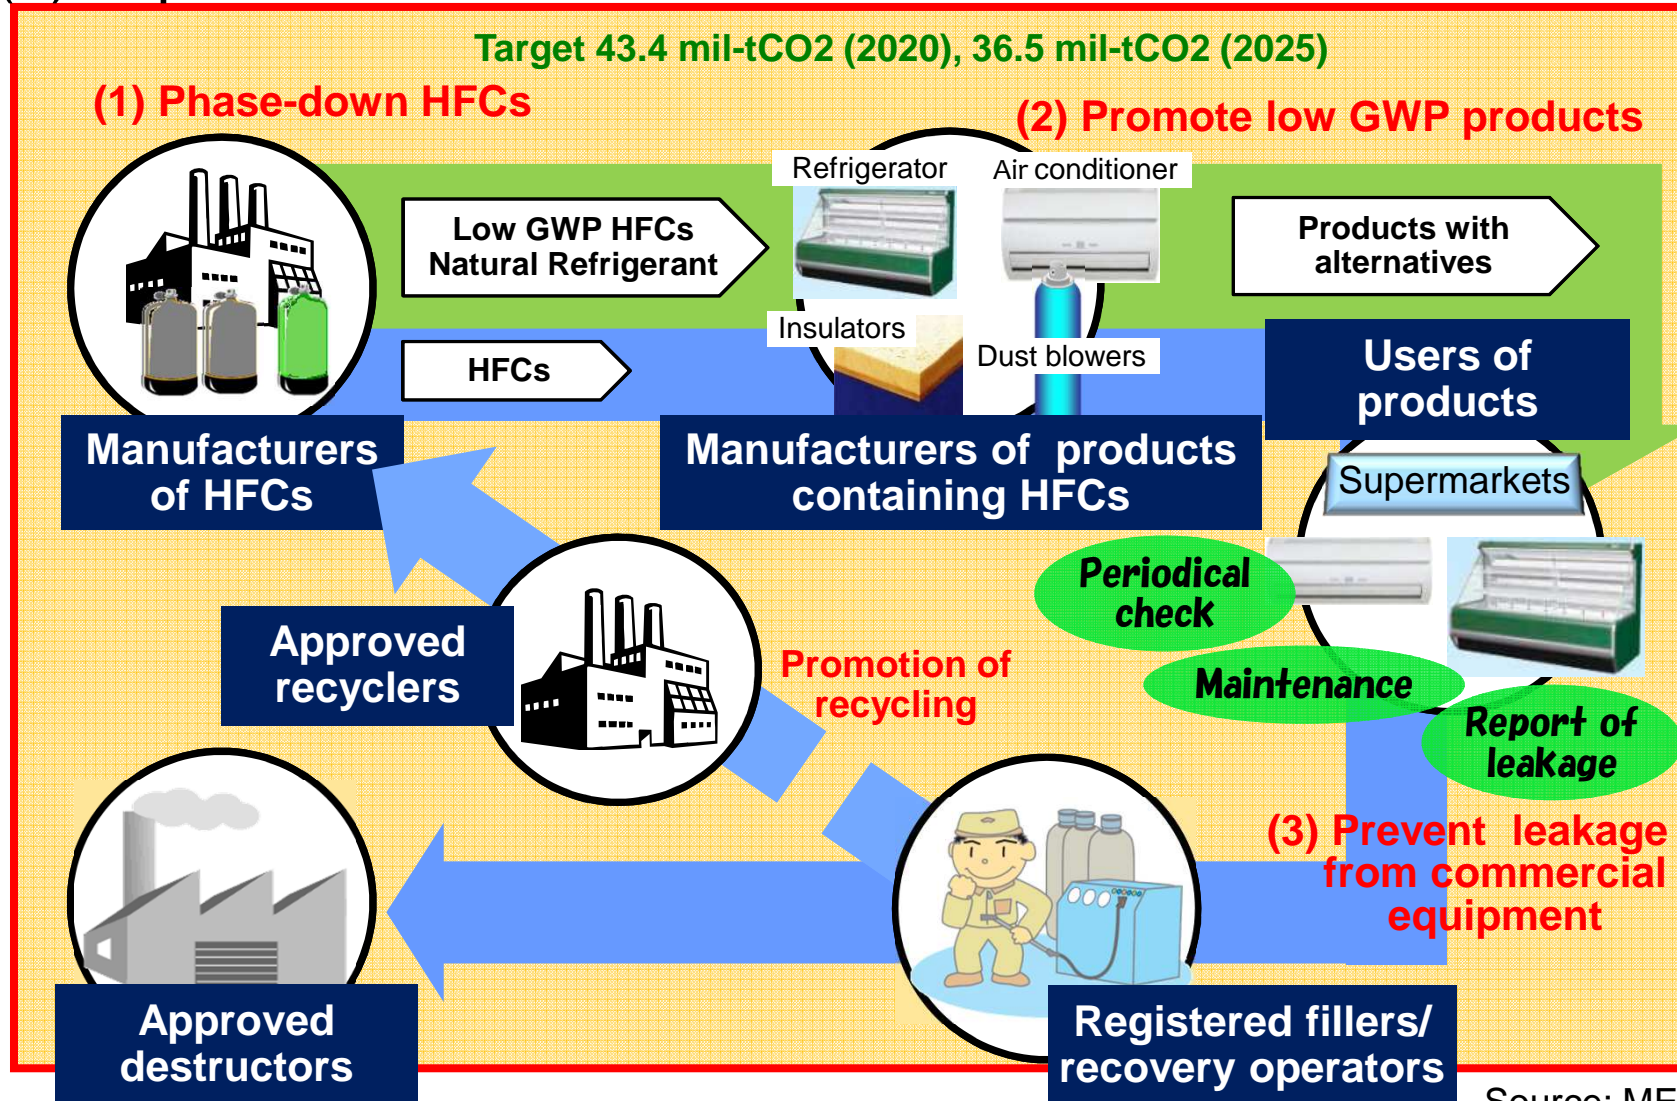 Target 43.4 mil-tCO2 (2020), 36.5 mil-tCO2 (2025)
(1) Phase-down HFCs
(2) Promote low GWP products
Refrigerator
Air conditioner
Low GWP HFCs
Natural Refrigerant
Products with
alternatives
Insulators
Dust blowers
HFCs
Users of
products
Manufacturers
of HFCs
Manufacturers of products
containing HFCs
Supermarkets
Periodical
check
Maintenance
Report of
leakage
Approved
recyclers
Promotion of
recycling
(3) Prevent leakage
from commercial
equipment
Approved
destructors
Registered fillers/
recovery operators
Source: ME